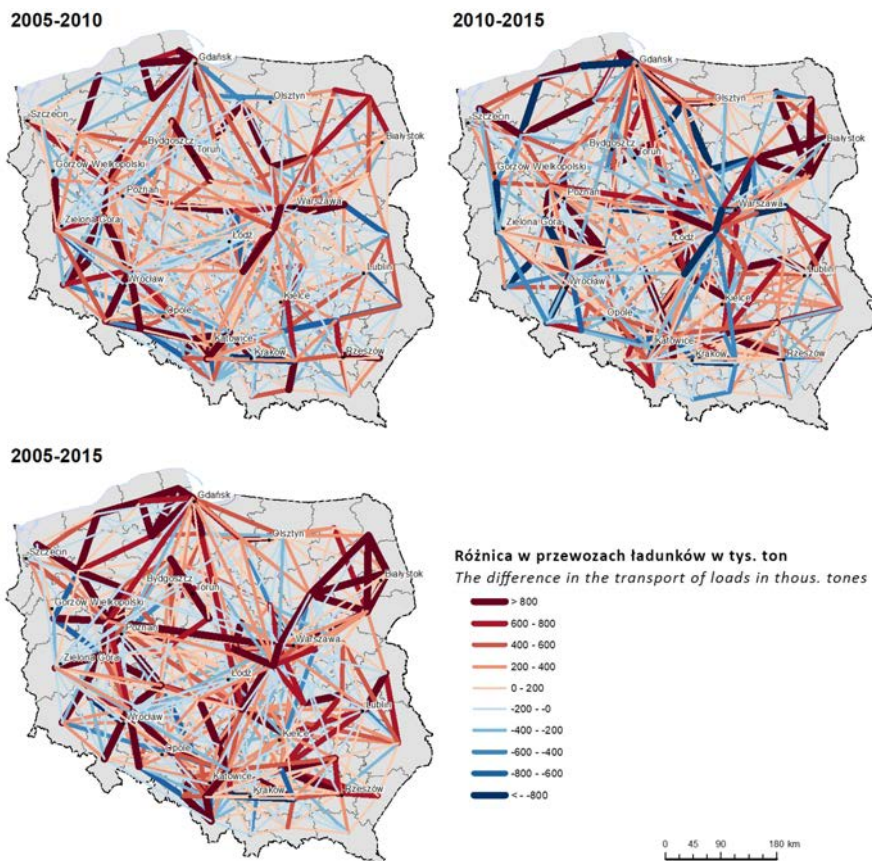 2005-2010
Gdańsk
Olsztyn
Szczecin
Białystok
Bydgoszcz
Toruń
Gorzów Wielkopolski
Poznań
Warszawa
Zielona Góra
Łódź
Lublin
Wrocław
Kielce
Opole
Katowice
Kraków
Rzeszów
2010-2015
Gdańsk
Olsztyn
Szczecin
Białystok
Bydgoszcz
Toruń
Gorzów Wielkopolski
Poznań
Warszawa
Zielona Góra
Łódź
Lublin
Wrocław
Kielce
Opole
Katowice
Kraków
Rzeszów
2005-2015
Gdańsk
Olsztyn
Szczecin
Białystok
Bydgoszcz
Toruń
Gorzów Wielkopolski
Poznań
Warszawa
Zielona Góra
Łódź
Lublin
Wrocław
Kielce
Opole
Katowice
Kraków
Rzeszów
Różnica w przewozach ładunków w tys. ton
The difference in the transport of loads in thous. tones
> 800
600 - 800
400 - 600
200 - 400
0 - 200
-200 - -0
-400 - -200
-600 - -400
-800 - -600
< - -800
0 45 90 180 km